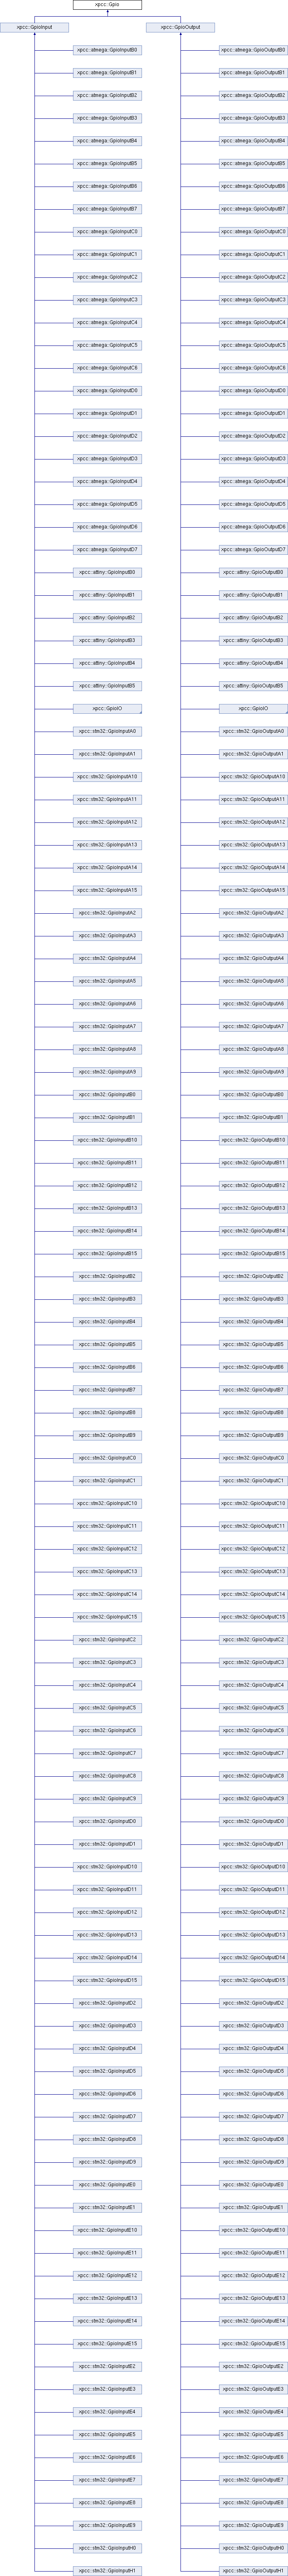 xpcc::Gpio
xpcc::GpioInput xpcc::GpioOutput
xpcc::atmega::GpioInputB0 xpcc::atmega::GpioOutputB0
xpcc::atmega::GpioInputB1 xpcc::atmega::GpioOutputB1
xpcc::atmega::GpioInputB2 xpcc::atmega::GpioOutputB2
xpcc::atmega::GpioInputB3 xpcc::atmega::GpioOutputB3
xpcc::atmega::GpioInputB4 xpcc::atmega::GpioOutputB4
xpcc::atmega::GpioInputB5 xpcc::atmega::GpioOutputB5
xpcc::atmega::GpioInputB6 xpcc::atmega::GpioOutputB6
xpcc::atmega::GpioInputB7 xpcc::atmega::GpioOutputB7
xpcc::atmega::GpioInputC0 xpcc::atmega::GpioOutputC0
xpcc::atmega::GpioInputC1 xpcc::atmega::GpioOutputC1
xpcc::atmega::GpioInputC2 xpcc::atmega::GpioOutputC2
xpcc::atmega::GpioInputC3 xpcc::atmega::GpioOutputC3
xpcc::atmega::GpioInputC4 xpcc::atmega::GpioOutputC4
xpcc::atmega::GpioInputC5 xpcc::atmega::GpioOutputC5
xpcc::atmega::GpioInputC6 xpcc::atmega::GpioOutputC6
xpcc::atmega::GpioInputD0 xpcc::atmega::GpioOutputD0
xpcc::atmega::GpioInputD1 xpcc::atmega::GpioOutputD1
xpcc::atmega::GpioInputD2 xpcc::atmega::GpioOutputD2
xpcc::atmega::GpioInputD3 xpcc::atmega::GpioOutputD3
xpcc::atmega::GpioInputD4 xpcc::atmega::GpioOutputD4
xpcc::atmega::GpioInputD5 xpcc::atmega::GpioOutputD5
xpcc::atmega::GpioInputD6 xpcc::atmega::GpioOutputD6
xpcc::atmega::GpioInputD7 xpcc::atmega::GpioOutputD7
xpcc::attiny::GpioInputB0 xpcc::attiny::GpioOutputB0
xpcc::attiny::GpioInputB1 xpcc::attiny::GpioOutputB1
xpcc::attiny::GpioInputB2 xpcc::attiny::GpioOutputB2
xpcc::attiny::GpioInputB3 xpcc::attiny::GpioOutputB3
xpcc::attiny::GpioInputB4 xpcc::attiny::GpioOutputB4
xpcc::attiny::GpioInputB5 xpcc::attiny::GpioOutputB5
xpcc::GpioIO xpcc::GpioIO
xpcc::stm32::GpioInputA0 xpcc::stm32::GpioOutputA0
xpcc::stm32::GpioInputA1 xpcc::stm32::GpioOutputA1
xpcc::stm32::GpioInputA10 xpcc::stm32::GpioOutputA10
xpcc::stm32::GpioInputA11 xpcc::stm32::GpioOutputA11
xpcc::stm32::GpioInputA12 xpcc::stm32::GpioOutputA12
xpcc::stm32::GpioInputA13 xpcc::stm32::GpioOutputA13
xpcc::stm32::GpioInputA14 xpcc::stm32::GpioOutputA14
xpcc::stm32::GpioInputA15 xpcc::stm32::GpioOutputA15
xpcc::stm32::GpioInputA2 xpcc::stm32::GpioOutputA2
xpcc::stm32::GpioInputA3 xpcc::stm32::GpioOutputA3
xpcc::stm32::GpioInputA4 xpcc::stm32::GpioOutputA4
xpcc::stm32::GpioInputA5 xpcc::stm32::GpioOutputA5
xpcc::stm32::GpioInputA6 xpcc::stm32::GpioOutputA6
xpcc::stm32::GpioInputA7 xpcc::stm32::GpioOutputA7
xpcc::stm32::GpioInputA8 xpcc::stm32::GpioOutputA8
xpcc::stm32::GpioInputA9 xpcc::stm32::GpioOutputA9
xpcc::stm32::GpioInputB0 xpcc::stm32::GpioOutputB0
xpcc::stm32::GpioInputB1 xpcc::stm32::GpioOutputB1
xpcc::stm32::GpioInputB10 xpcc::stm32::GpioOutputB10
xpcc::stm32::GpioInputB11 xpcc::stm32::GpioOutputB11
xpcc::stm32::GpioInputB12 xpcc::stm32::GpioOutputB12
xpcc::stm32::GpioInputB13 xpcc::stm32::GpioOutputB13
xpcc::stm32::GpioInputB14 xpcc::stm32::GpioOutputB14
xpcc::stm32::GpioInputB15 xpcc::stm32::GpioOutputB15
xpcc::stm32::GpioInputB2 xpcc::stm32::GpioOutputB2
xpcc::stm32::GpioInputB3 xpcc::stm32::GpioOutputB3
xpcc::stm32::GpioInputB4 xpcc::stm32::GpioOutputB4
xpcc::stm32::GpioInputB5 xpcc::stm32::GpioOutputB5
xpcc::stm32::GpioInputB6 xpcc::stm32::GpioOutputB6
xpcc::stm32::GpioInputB7 xpcc::stm32::GpioOutputB7
xpcc::stm32::GpioInputB8 xpcc::stm32::GpioOutputB8
xpcc::stm32::GpioInputB9 xpcc::stm32::GpioOutputB9
xpcc::stm32::GpioInputC0 xpcc::stm32::GpioOutputC0
xpcc::stm32::GpioInputC1 xpcc::stm32::GpioOutputC1
xpcc::stm32::GpioInputC10 xpcc::stm32::GpioOutputC10
xpcc::stm32::GpioInputC11 xpcc::stm32::GpioOutputC11
xpcc::stm32::GpioInputC12 xpcc::stm32::GpioOutputC12
xpcc::stm32::GpioInputC13 xpcc::stm32::GpioOutputC13
xpcc::stm32::GpioInputC14 xpcc::stm32::GpioOutputC14
xpcc::stm32::GpioInputC15 xpcc::stm32::GpioOutputC15
xpcc::stm32::GpioInputC2 xpcc::stm32::GpioOutputC2
xpcc::stm32::GpioInputC3 xpcc::stm32::GpioOutputC3
xpcc::stm32::GpioInputC4 xpcc::stm32::GpioOutputC4
xpcc::stm32::GpioInputC5 xpcc::stm32::GpioOutputC5
xpcc::stm32::GpioInputC6 xpcc::stm32::GpioOutputC6
xpcc::stm32::GpioInputC7 xpcc::stm32::GpioOutputC7
xpcc::stm32::GpioInputC8 xpcc::stm32::GpioOutputC8
xpcc::stm32::GpioInputC9 xpcc::stm32::GpioOutputC9
xpcc::stm32::GpioInputD0 xpcc::stm32::GpioOutputD0
xpcc::stm32::GpioInputD1 xpcc::stm32::GpioOutputD1
xpcc::stm32::GpioInputD10 xpcc::stm32::GpioOutputD10
xpcc::stm32::GpioInputD11 xpcc::stm32::GpioOutputD11
xpcc::stm32::GpioInputD12 xpcc::stm32::GpioOutputD12
xpcc::stm32::GpioInputD13 xpcc::stm32::GpioOutputD13
xpcc::stm32::GpioInputD14 xpcc::stm32::GpioOutputD14
xpcc::stm32::GpioInputD15 xpcc::stm32::GpioOutputD15
xpcc::stm32::GpioInputD2 xpcc::stm32::GpioOutputD2
xpcc::stm32::GpioInputD3 xpcc::stm32::GpioOutputD3
xpcc::stm32::GpioInputD4 xpcc::stm32::GpioOutputD4
xpcc::stm32::GpioInputD5 xpcc::stm32::GpioOutputD5
xpcc::stm32::GpioInputD6 xpcc::stm32::GpioOutputD6
xpcc::stm32::GpioInputD7 xpcc::stm32::GpioOutputD7
xpcc::stm32::GpioInputD8 xpcc::stm32::GpioOutputD8
xpcc::stm32::GpioInputD9 xpcc::stm32::GpioOutputD9
xpcc::stm32::GpioInputE0 xpcc::stm32::GpioOutputE0
xpcc::stm32::GpioInputE1 xpcc::stm32::GpioOutputE1
xpcc::stm32::GpioInputE10 xpcc::stm32::GpioOutputE10
xpcc::stm32::GpioInputE11 xpcc::stm32::GpioOutputE11
xpcc::stm32::GpioInputE12 xpcc::stm32::GpioOutputE12
xpcc::stm32::GpioInputE13 xpcc::stm32::GpioOutputE13
xpcc::stm32::GpioInputE14 xpcc::stm32::GpioOutputE14
xpcc::stm32::GpioInputE15 xpcc::stm32::GpioOutputE15
xpcc::stm32::GpioInputE2 xpcc::stm32::GpioOutputE2
xpcc::stm32::GpioInputE3 xpcc::stm32::GpioOutputE3
xpcc::stm32::GpioInputE4 xpcc::stm32::GpioOutputE4
xpcc::stm32::GpioInputE5 xpcc::stm32::GpioOutputE5
xpcc::stm32::GpioInputE6 xpcc::stm32::GpioOutputE6
xpcc::stm32::GpioInputE7 xpcc::stm32::GpioOutputE7
xpcc::stm32::GpioInputE8 xpcc::stm32::GpioOutputE8
xpcc::stm32::GpioInputE9 xpcc::stm32::GpioOutputE9
xpcc::stm32::GpioInputH0 xpcc::stm32::GpioOutputH0
xpcc::stm32::GpioInputH1 xpcc::stm32::GpioOutputH1